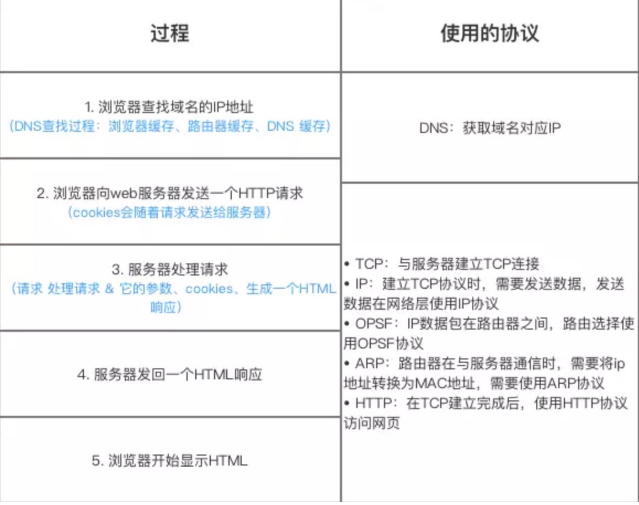 过程
使用的协议
1. 浏览器查找域名的IP地址
（DNS查找过程：浏览器缓存、路由器缓存、DNS 缓存）
DNS：获取域名对应IP
2. 浏览器向web服务器发送一个HTTP请求
（cookies会随着请求发送给服务器）
3. 服务器处理请求
（请求 处理请求 & 它的参数、cookies、生成一个HTML
响应）
4. 服务器发回一个HTML响应
5. 浏览器开始显示HTML
• TCP：与服务器建立TCP连接
• IP：建立TCP协议时，需要发送数据，发送
数据在网络层使用IP协议
• OPSF：IP数据包在路由器之间，路由选择使
用OPSF协议
• ARP：路由器在与服务器通信时，需要将ip
地址转换为MAC地址，需要使用ARP协议
• HTTP：在TCP建立完成后，使用HTTP协议
访问网页